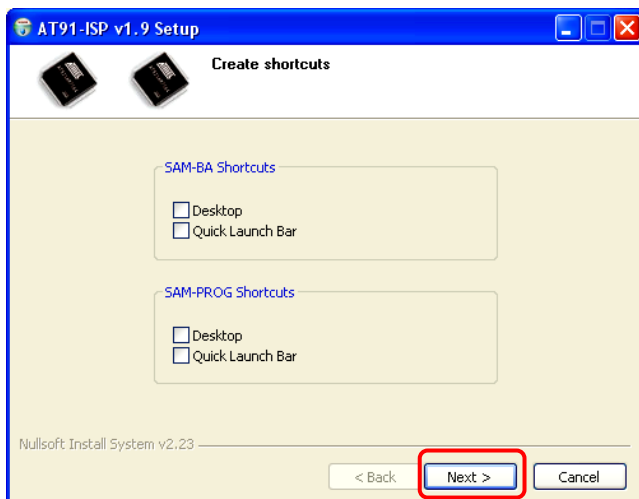 AT91-ISP v1.9 Setup
Create shortcuts
SAM-BA Shortcuts
Desktop
Quick Launch Bar
SAM-PROG Shortcuts
Desktop
Quick Launch Bar
Nullsoft Install System v2.23
< Back Next > Cancel